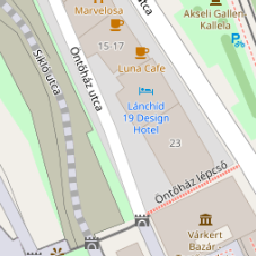 Marvelosa
15-17
Luna Cafe
Akseli Gallen-
Kallela
Sikló utca
Öntőház utca
Lánchíd
19 Design
Hotel
23
Öntőház lépcső
Várkert
Bazár